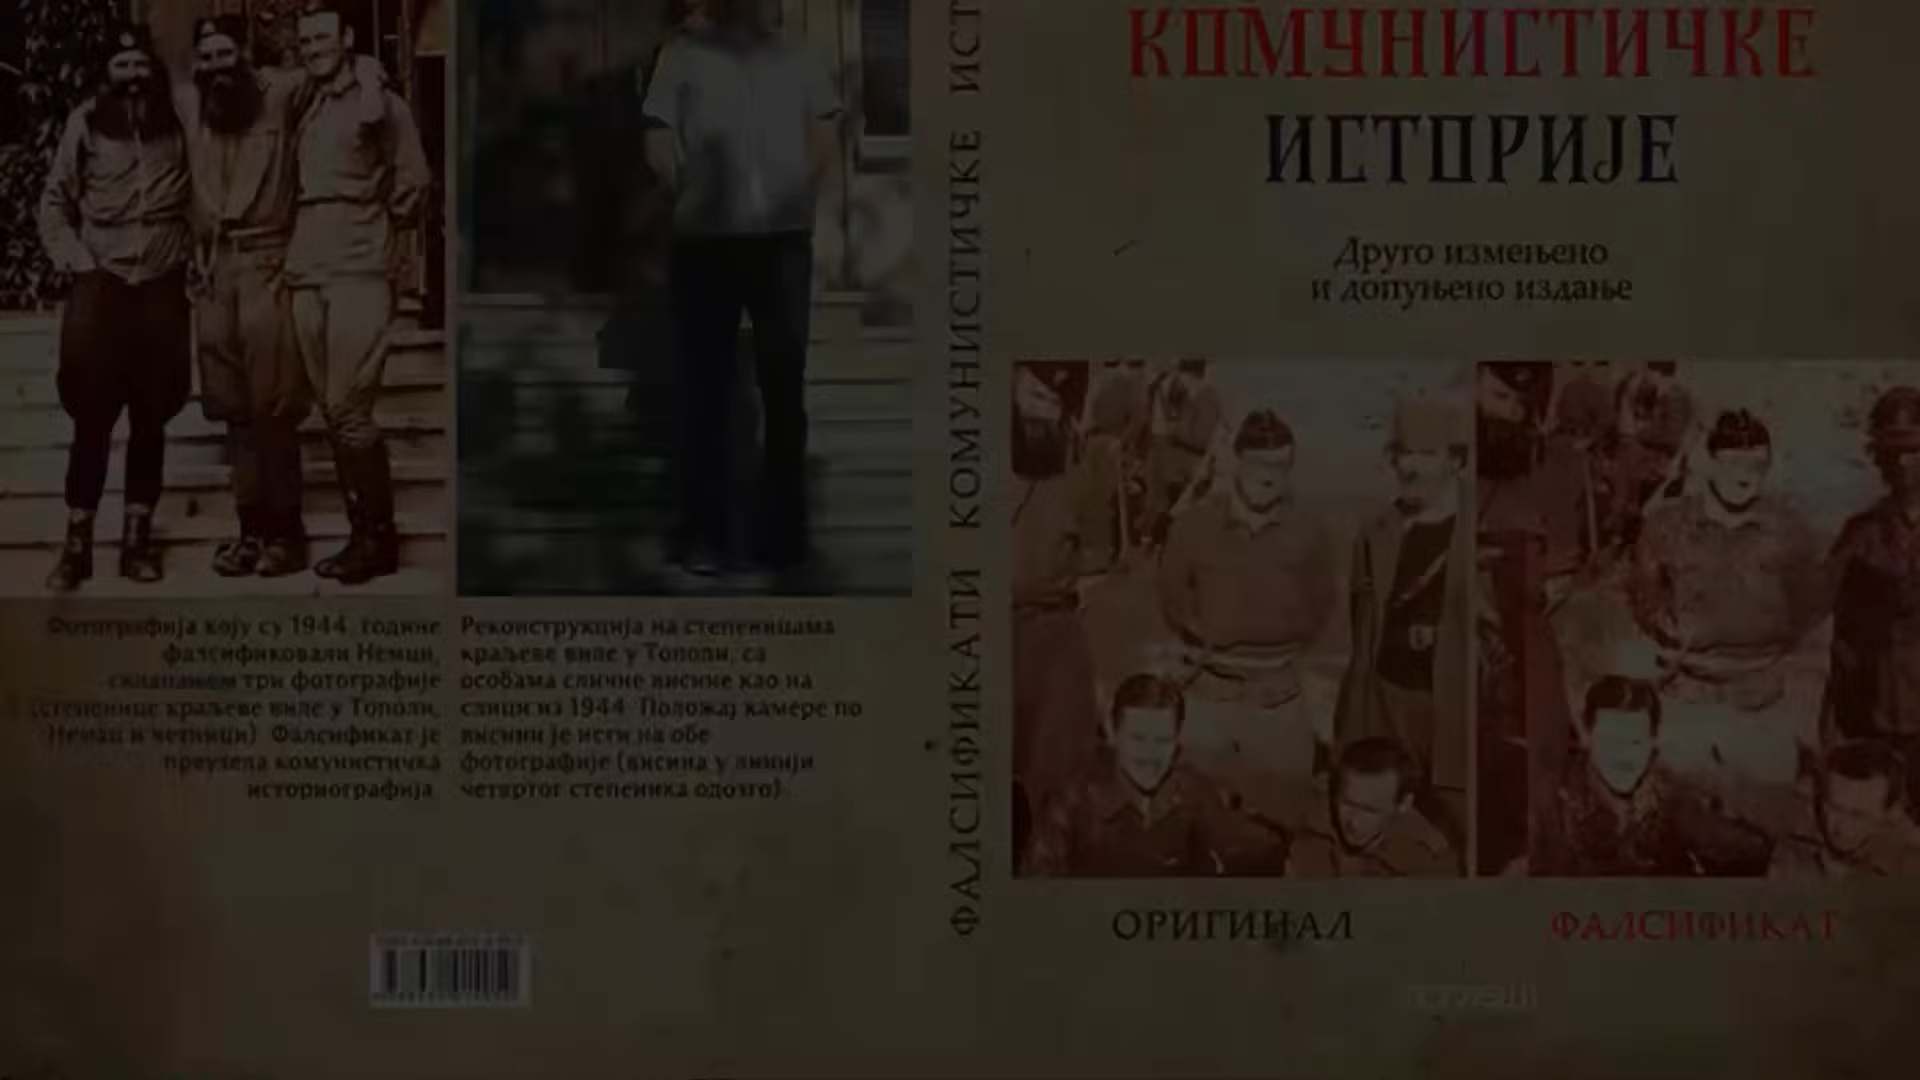 Фотографија коју су 1944. године
фалсификовали Немци,
склапањем три фотографије
(степенице краљеве виле у Тополи,
Немац и четници). Фалсификат је
преузела комунистичка
историографија.
Реконструкција на степеницама
краљеве виле у Тополи, са
особама сличне висине као на
слици из 1944. Положај камере по
висини је исти на обе
фотографије (висина у линији
четвртог степеника одозго).
ФАЛСИФИКАТИ КОМУНИСТИЧКЕ ИСТ
КОМУНИСТИЧКЕ
ИСТОРИЈЕ
Друго измењено
и допуњено издање
ОРИГИНАЛ
ФАЛСИФИКАТ